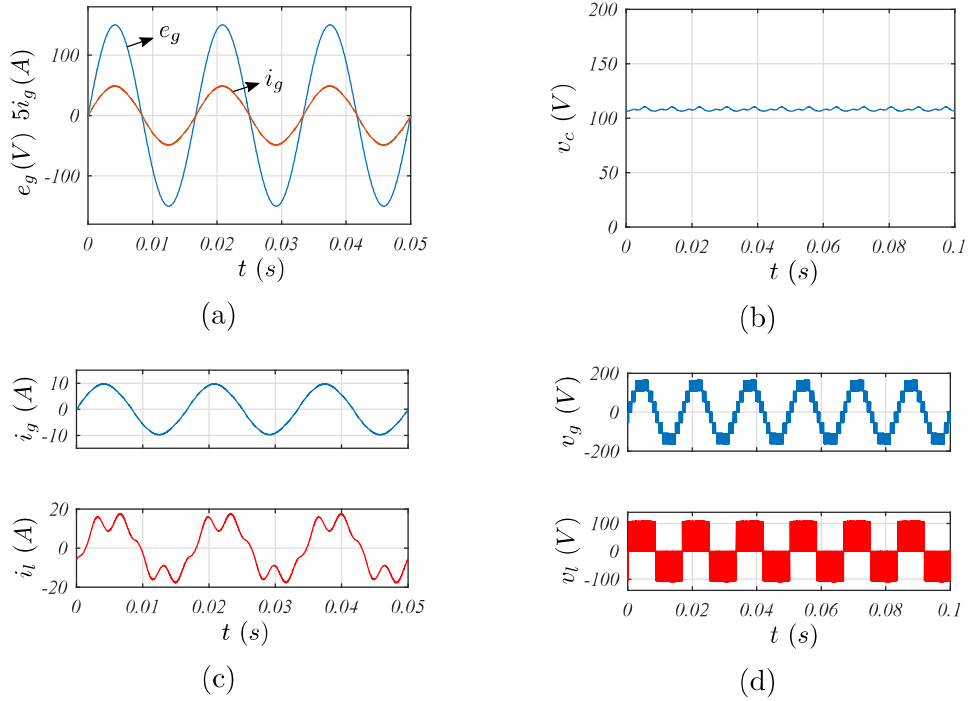 e_g(V) 5i_g(A)
100
0
-100
e_g
i_g
0 0.01 0.02 0.03 0.04 0.05
t (s)
(a)
v_c (V)
200
150
100
50
0
0 0.02 0.04 0.06 0.08 0.1
t (s)
(b)
i_g (A)
10
0
-10
i_l (A)
20
0
-20
0 0.01 0.02 0.03 0.04 0.05
t (s)
(c)
v_g (V)
200
0
-200
v_l (V)
100
0
-100
0 0.02 0.04 0.06 0.08 0.1
t (s)
(d)